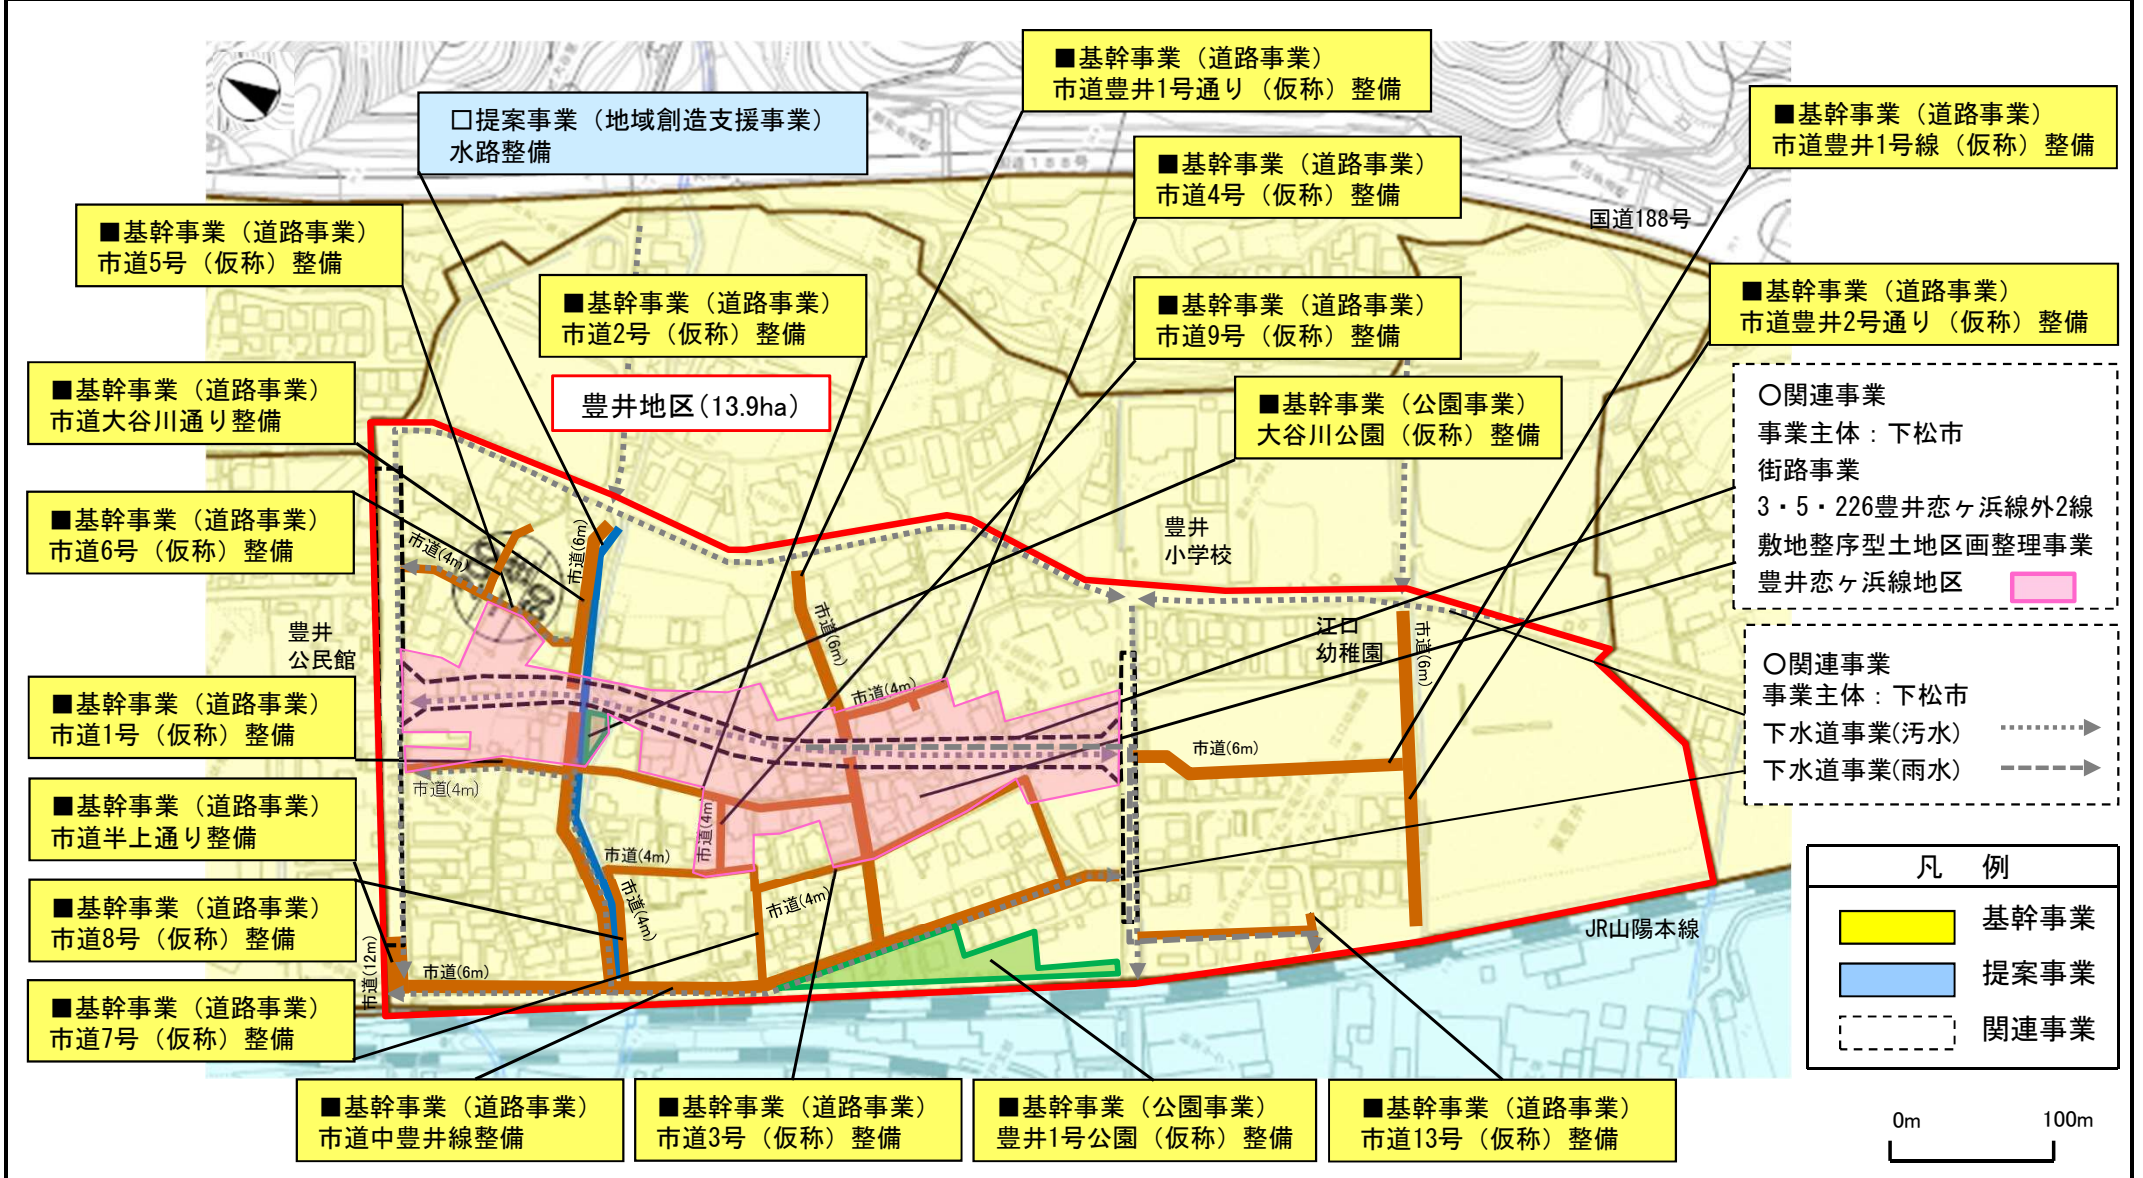 ■基幹事業（道路事業）
市道豊井1号通り（仮称）整備
□提案事業（地域創造支援事業）
水路整備
■基幹事業（道路事業）
市道豊井1号線（仮称）整備
■基幹事業（道路事業）
市道4号（仮称）整備
国道188号
■基幹事業（道路事業）
市道5号（仮称）整備
■基幹事業（道路事業）
市道2号（仮称）整備
■基幹事業（道路事業）
市道9号（仮称）整備
■基幹事業（道路事業）
市道豊井2号通り（仮称）整備
■基幹事業（道路事業）
市道大谷川通り整備
豊井地区(13.9ha)
■基幹事業（公園事業）
大谷川公園（仮称）整備
○関連事業
事業主体：下松市
街路事業
3・5・226豊井恋ヶ浜線外2線
敷地整序型土地区画整理事業
豊井恋ヶ浜線地区
■基幹事業（道路事業）
市道6号（仮称）整備
市道(4m)
市道(6m)
豊井
小学校
市道(6m)
江口
幼稚園
市道(6m)
豊井
公民館
○関連事業
事業主体：下松市
下水道事業(汚水)
下水道事業(雨水)
■基幹事業（道路事業）
市道1号（仮称）整備
市道(4m)
市道(6m)
市道(4m)
■基幹事業（道路事業）
市道半上通り整備
市道(4m
市道(4m)
市道(4m)
市道(4m)
■基幹事業（道路事業）
市道8号（仮称）整備
市道(12m)
市道(6m)
JR山陽本線
凡　例
基幹事業
提案事業
関連事業
■基幹事業（道路事業）
市道7号（仮称）整備
■基幹事業（道路事業）
市道中豊井線整備
■基幹事業（道路事業）
市道3号（仮称）整備
■基幹事業（公園事業）
豊井1号公園（仮称）整備
■基幹事業（道路事業）
市道13号（仮称）整備
0m
100m